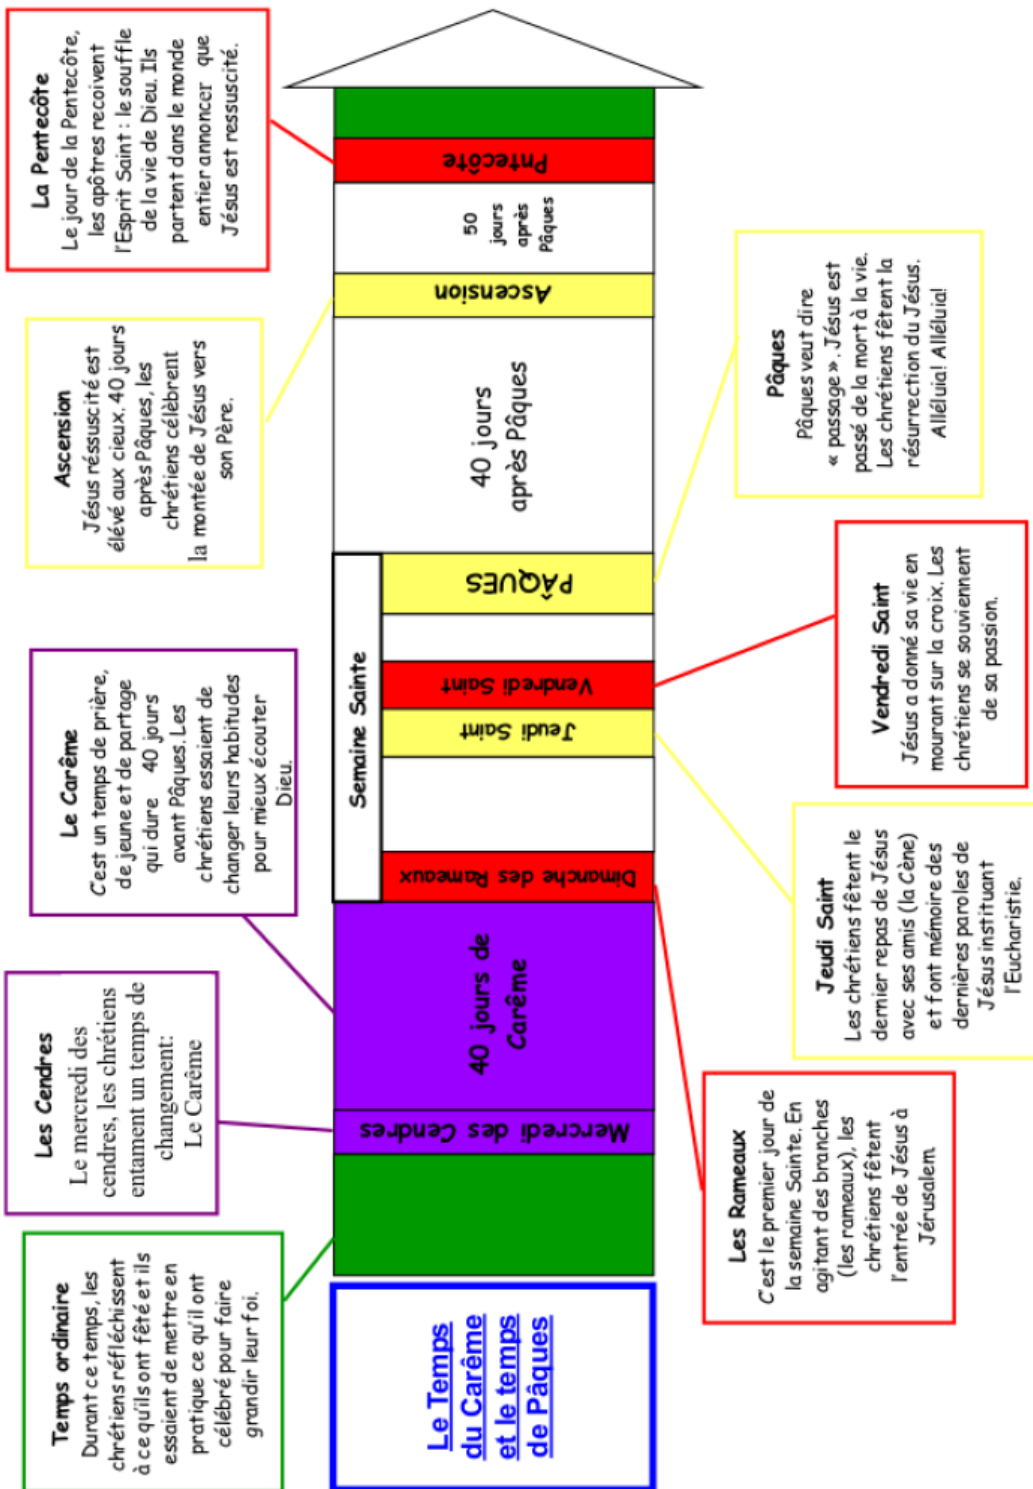 Le Temps
du Carême
et le temps
de Pâques
Temps ordinaire
Durant ce temps, les
chrétiens réfléchissent
à ce qu'ils ont fêté et ils
essaient de mettre en
pratique ce qu'il ont
célébré pour faire
grandir leur foi.
Les Cendres
Le mercredi des
cendres, les chrétiens
entament un temps de
changement:
Le Carême
Le Carême
C'est un temps de prière,
de jeune et de partage
qui dure 40 jours
avant Pâques. Les
chrétiens essaient de
changer leurs habitudes
pour mieux écouter
Dieu.
Ascension
Jésus réssuscité est
élévé aux cieux. 40 jours
après Pâques, les
chrétiens célèbrent
la montée de Jésus vers
son Père.
La Pentecôte
Le jour de la Pentecôte,
les apôtres recoivent
l'Esprit Saint : le souffle
de la vie de Dieu. Ils
partent dans le monde
entier annoncer que
Jésus est ressuscité.
Mercredi des Cendres
40 jours de
Carême
Semaine Sainte
Dimanche des Rameaux
Jeudi Saint
Vendredi Saint
PÂQUES
40 jours
après Pâques
Ascension
50
jours
après
Pâques
Pntecôte
Les Rameaux
C'est le premier jour de
la semaine Sainte. En
agitant des branches
(les rameaux), les
chrétiens fêtent
l'entrée de Jésus à
Jérusalem.
Jeudi Saint
Les chrétiens fêtent le
dernier repas de Jésus
avec ses amis (la Cène)
et font mémoire des
dernières paroles de
Jésus instituant
l'Eucharistie.
Vendredi Saint
Jésus a donné sa vie en
mourant sur la croix. Les
chrétiens se souviennent
de sa passion.
Pâques
Pâques veut dire
« passage ». Jésus est
passé de la mort à la vie.
Les chrétiens fêtent la
résurrection du Jésus.
Alléluia! Alléluia!